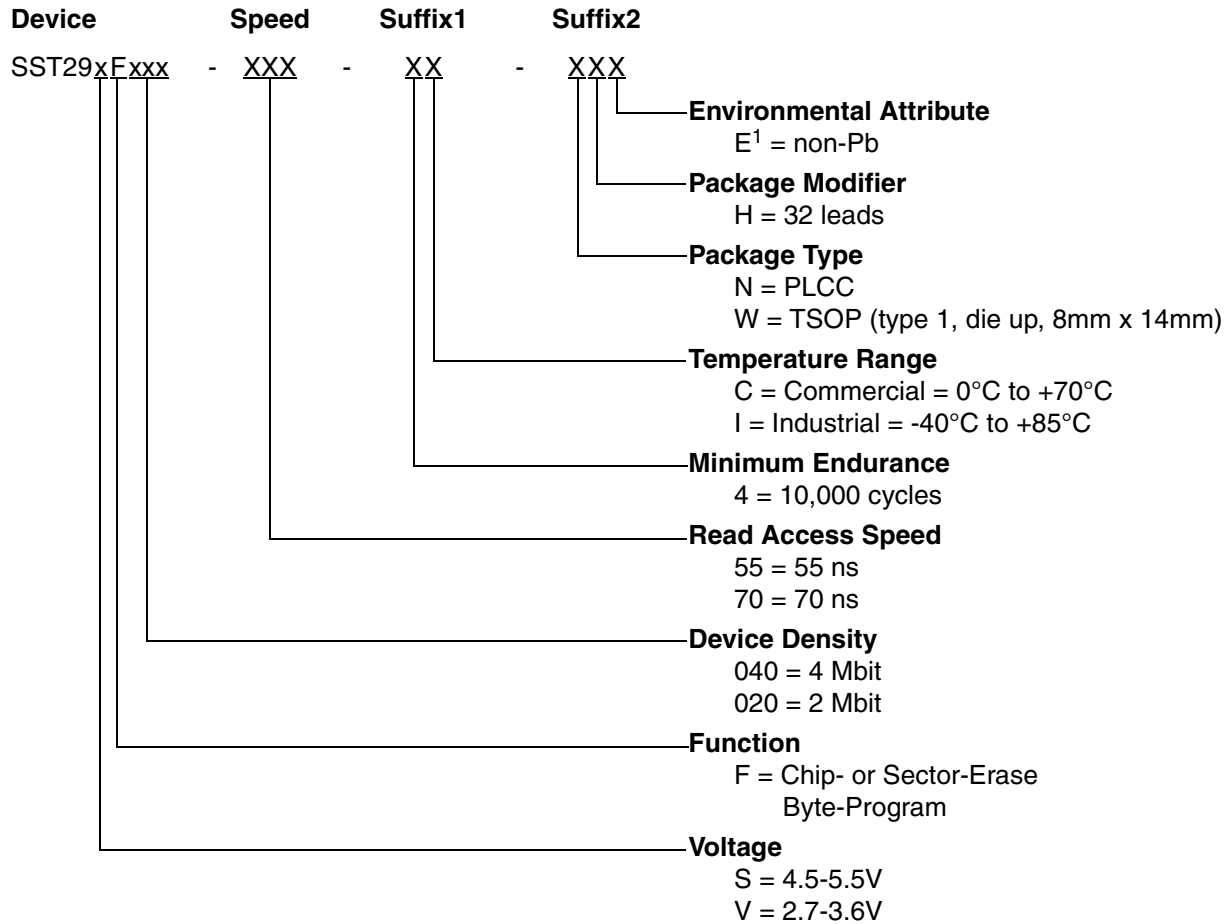 Device Speed Suffix1 Suffix2
SST29xFxxx - XXX - XX - XXX
Environmental Attribute
E1 = non-Pb
Package Modifier
H = 32 leads
Package Type
N = PLCC
W = TSOP (type 1, die up, 8mm x 14mm)
Temperature Range
C = Commercial = 0°C to +70°C
I = Industrial = -40°C to +85°C
Minimum Endurance
4 = 10,000 cycles
Read Access Speed
55 = 55 ns
70 = 70 ns
Device Density
040 = 4 Mbit
020 = 2 Mbit
Function
F = Chip- or Sector-Erase
Byte-Program
Voltage
S = 4.5-5.5V
V = 2.7-3.6V